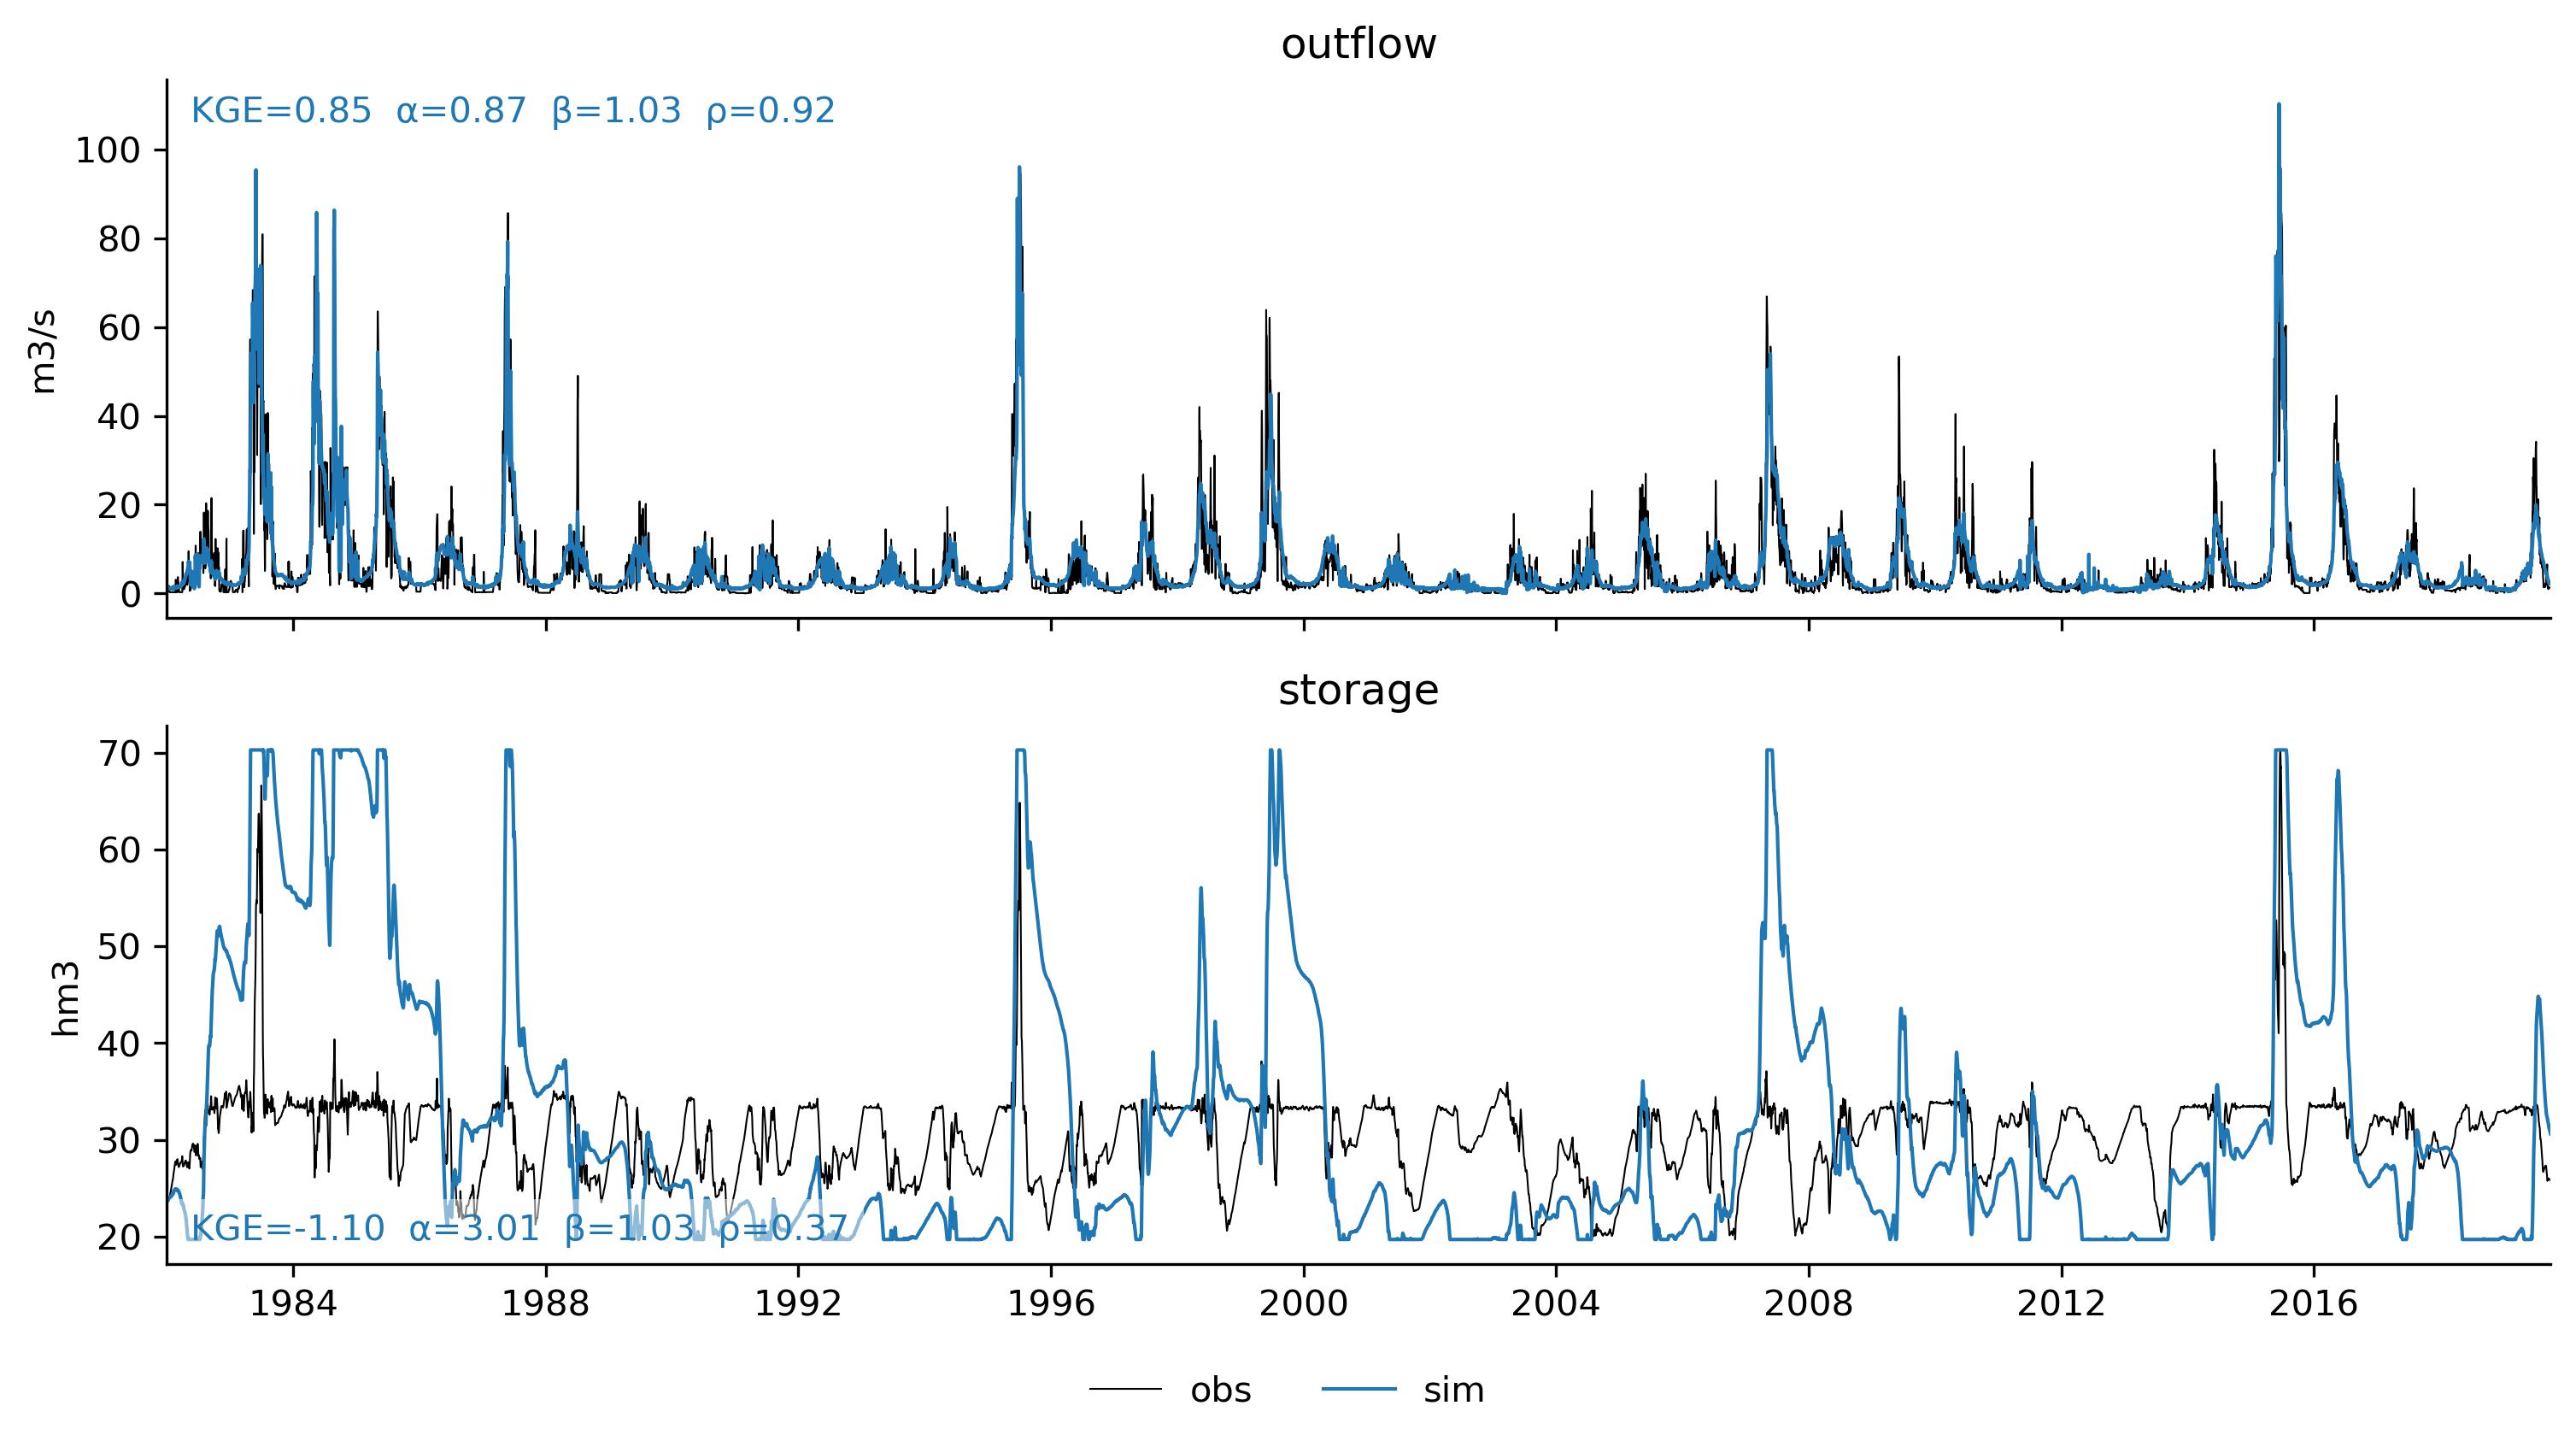 outflow
KGE=0.85 α=0.87 β=1.03 ρ=0.92
100
80
60
40
20
0
m3/s
storage
70
60
50
40
30
20
hm3
KGE=-1.10 α=3.01 β=1.03 ρ=0.37
1984 1988 1992 1996 2000 2004 2008 2012 2016
obs sim